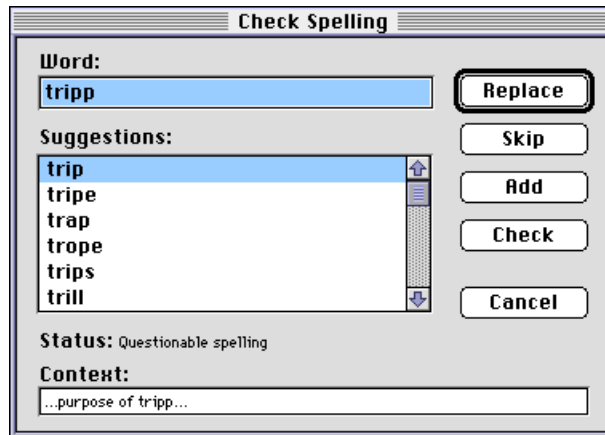 Check Spelling
Word:
tripp
Replace
Suggestions:
Skip
trip
tripe
Add
trap
trope
Check
trips
trill
Cancel
Status: Questionable spelling
Context:
...purpose of tripp...